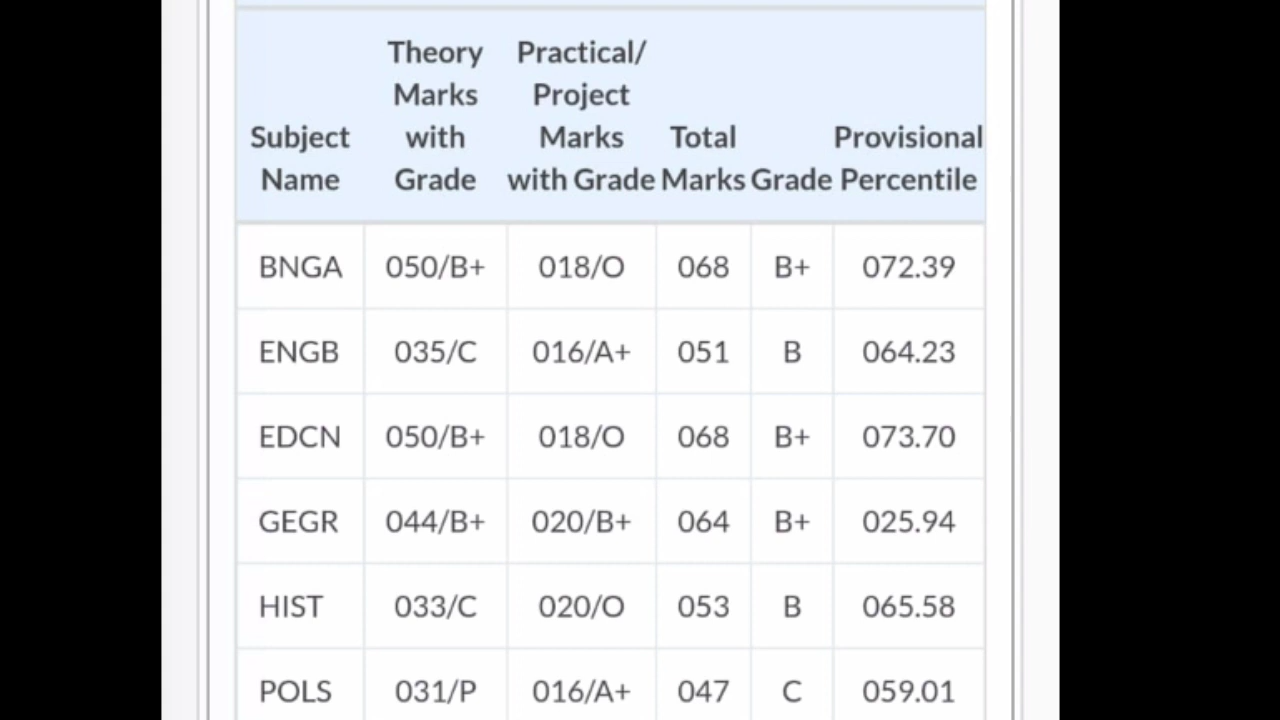 Subject Name Theory Marks with Grade Practical/ Project Marks with Grade Total Marks Grade Provisional Percentile
BNGA 050/B+ 018/O 068 B+ 072.39
ENGB 035/C 016/A+ 051 B 064.23
EDCN 050/B+ 018/O 068 B+ 073.70
GEGR 044/B+ 020/B+ 064 B+ 025.94
HIST 033/C 020/O 053 B 065.58
POLS 031/P 016/A+ 047 C 059.01